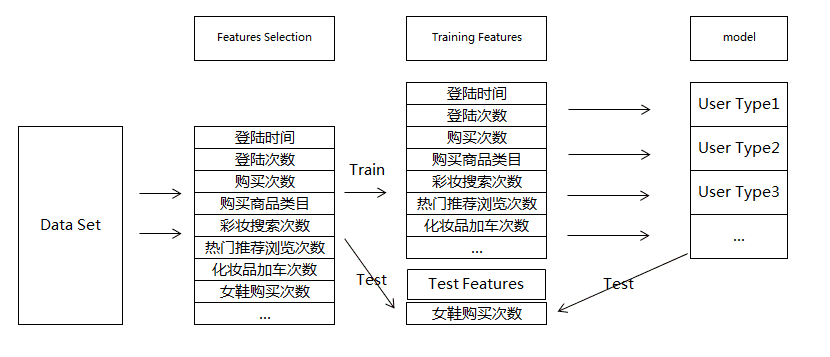 Features Selection
Training Features
model
Data Set
登陆时间
登陆次数
购买次数
购买商品类目
彩妆搜索次数
热门推荐浏览次数
化妆品加车次数
女鞋购买次数
...
Train
Test
登陆时间
登陆次数
购买次数
购买商品类目
彩妆搜索次数
热门推荐浏览次数
化妆品加车次数
...
Test Features
女鞋购买次数
User Type1
User Type2
User Type3
...
Test